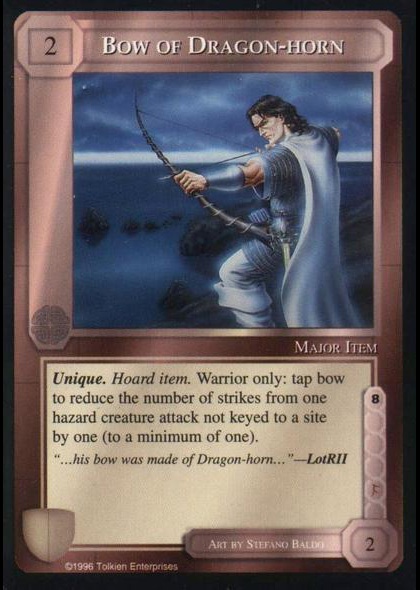 2
BOW OF DRAGON-HORN
MAJOR ITEM
Unique. Hoard item. Warrior only: tap bow
to reduce the number of strikes from one
hazard creature attack not keyed to a site
by one (to a minimum of one).
“...his bow was made of Dragon-horn...”—LotRII
8
ART BY STEFANO BALDO
2
©1996 Tolkien Enterprises